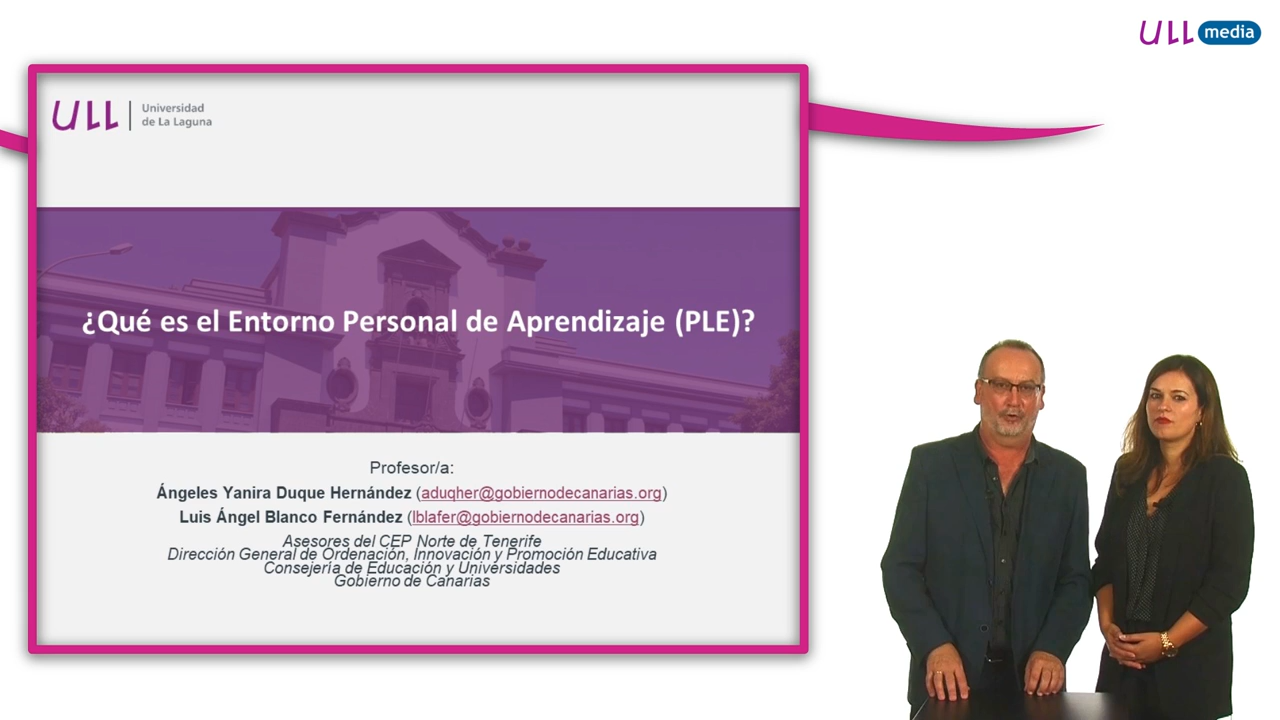 ULL media
ULL Universidad
de La Laguna
¿Qué es el Entorno Personal de Aprendizaje (PLE)?
Profesor/a:
Ángeles Yanira Duque Hernández (aduqher@gobiernodecanarias.org)
Luis Ángel Blanco Fernández (lblafer@gobiernodecanarias.org)
Asesores del CEP Norte de Tenerife
Dirección General de Ordenación, Innovación y Promoción Educativa
Consejería de Educación y Universidades
Gobierno de Canarias